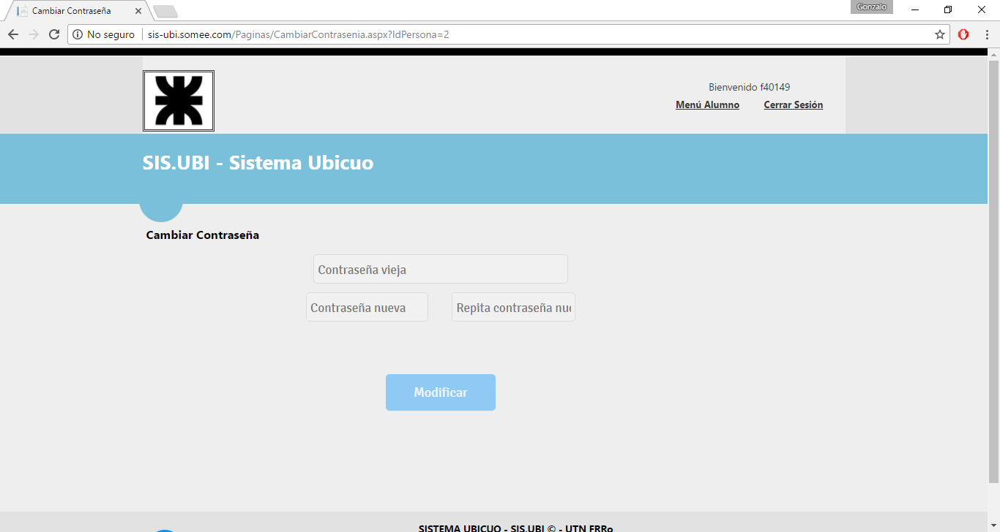 Cambiar Contraseña
Gonzalo
No seguro
sis-ubi.somee.com/Paginas/CambiarContrasenia.aspx?IdPersona=2
Bienvenido f40149
Menú Alumno Cerrar Sesión
SIS.UBI - Sistema Ubicuo
Cambiar Contraseña
Contraseña vieja
Contraseña nueva Repita contraseña nue
Modificar
SISTEMA UBICUO - SIS.UBI © - UTN FRRo